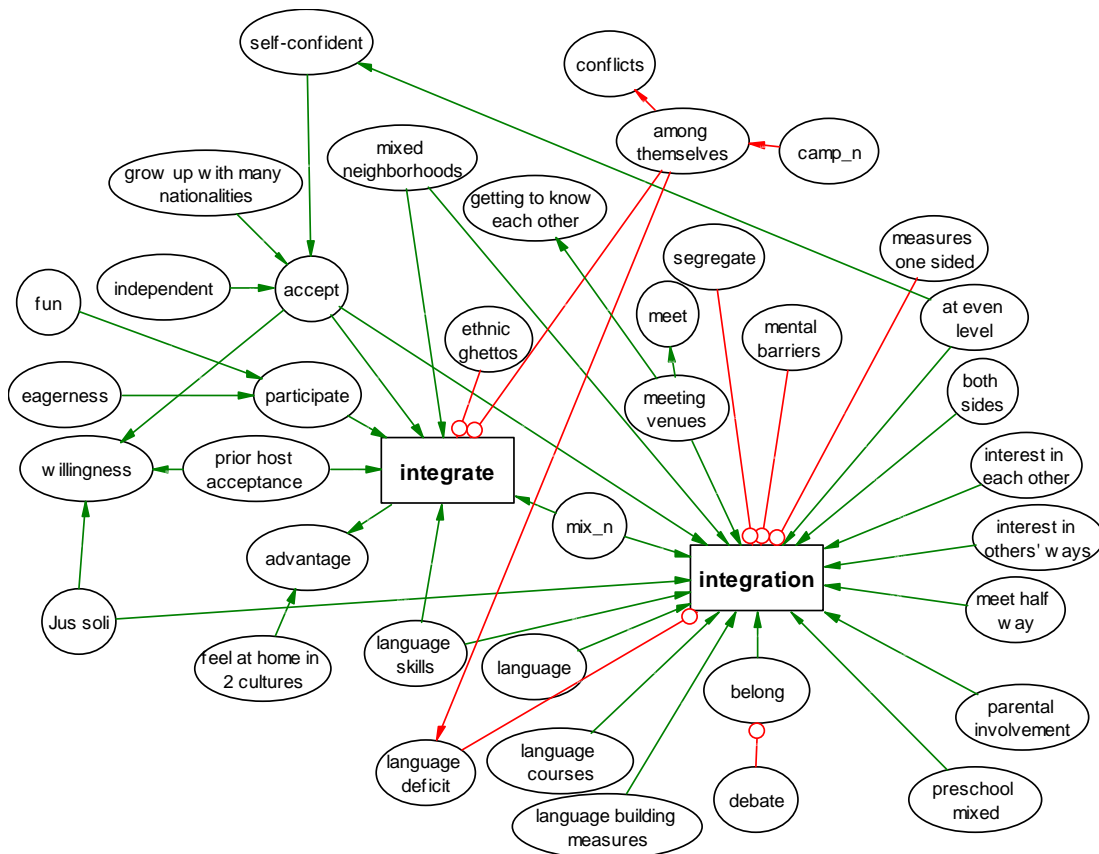 self-confident
conflicts
among
themselves
camp_n
mixed
neighborhoods
grow up with many
nationalities
getting to know
each other
segregate
measures
one sided
independent
accept
fun
meet
ethnic
ghettos
mental
barriers
at even
level
both
sides
eagerness
participate
meeting
venues
willingness
prior host
acceptance
integrate
interest in
each other
mix_n
interest in
others' ways
advantage
integration
meet half
way
Jus soli
feel at home in
2 cultures
language
skills
language
belong
parental
involvement
language
deficit
language
courses
debate
preschool
mixed
language building
measures